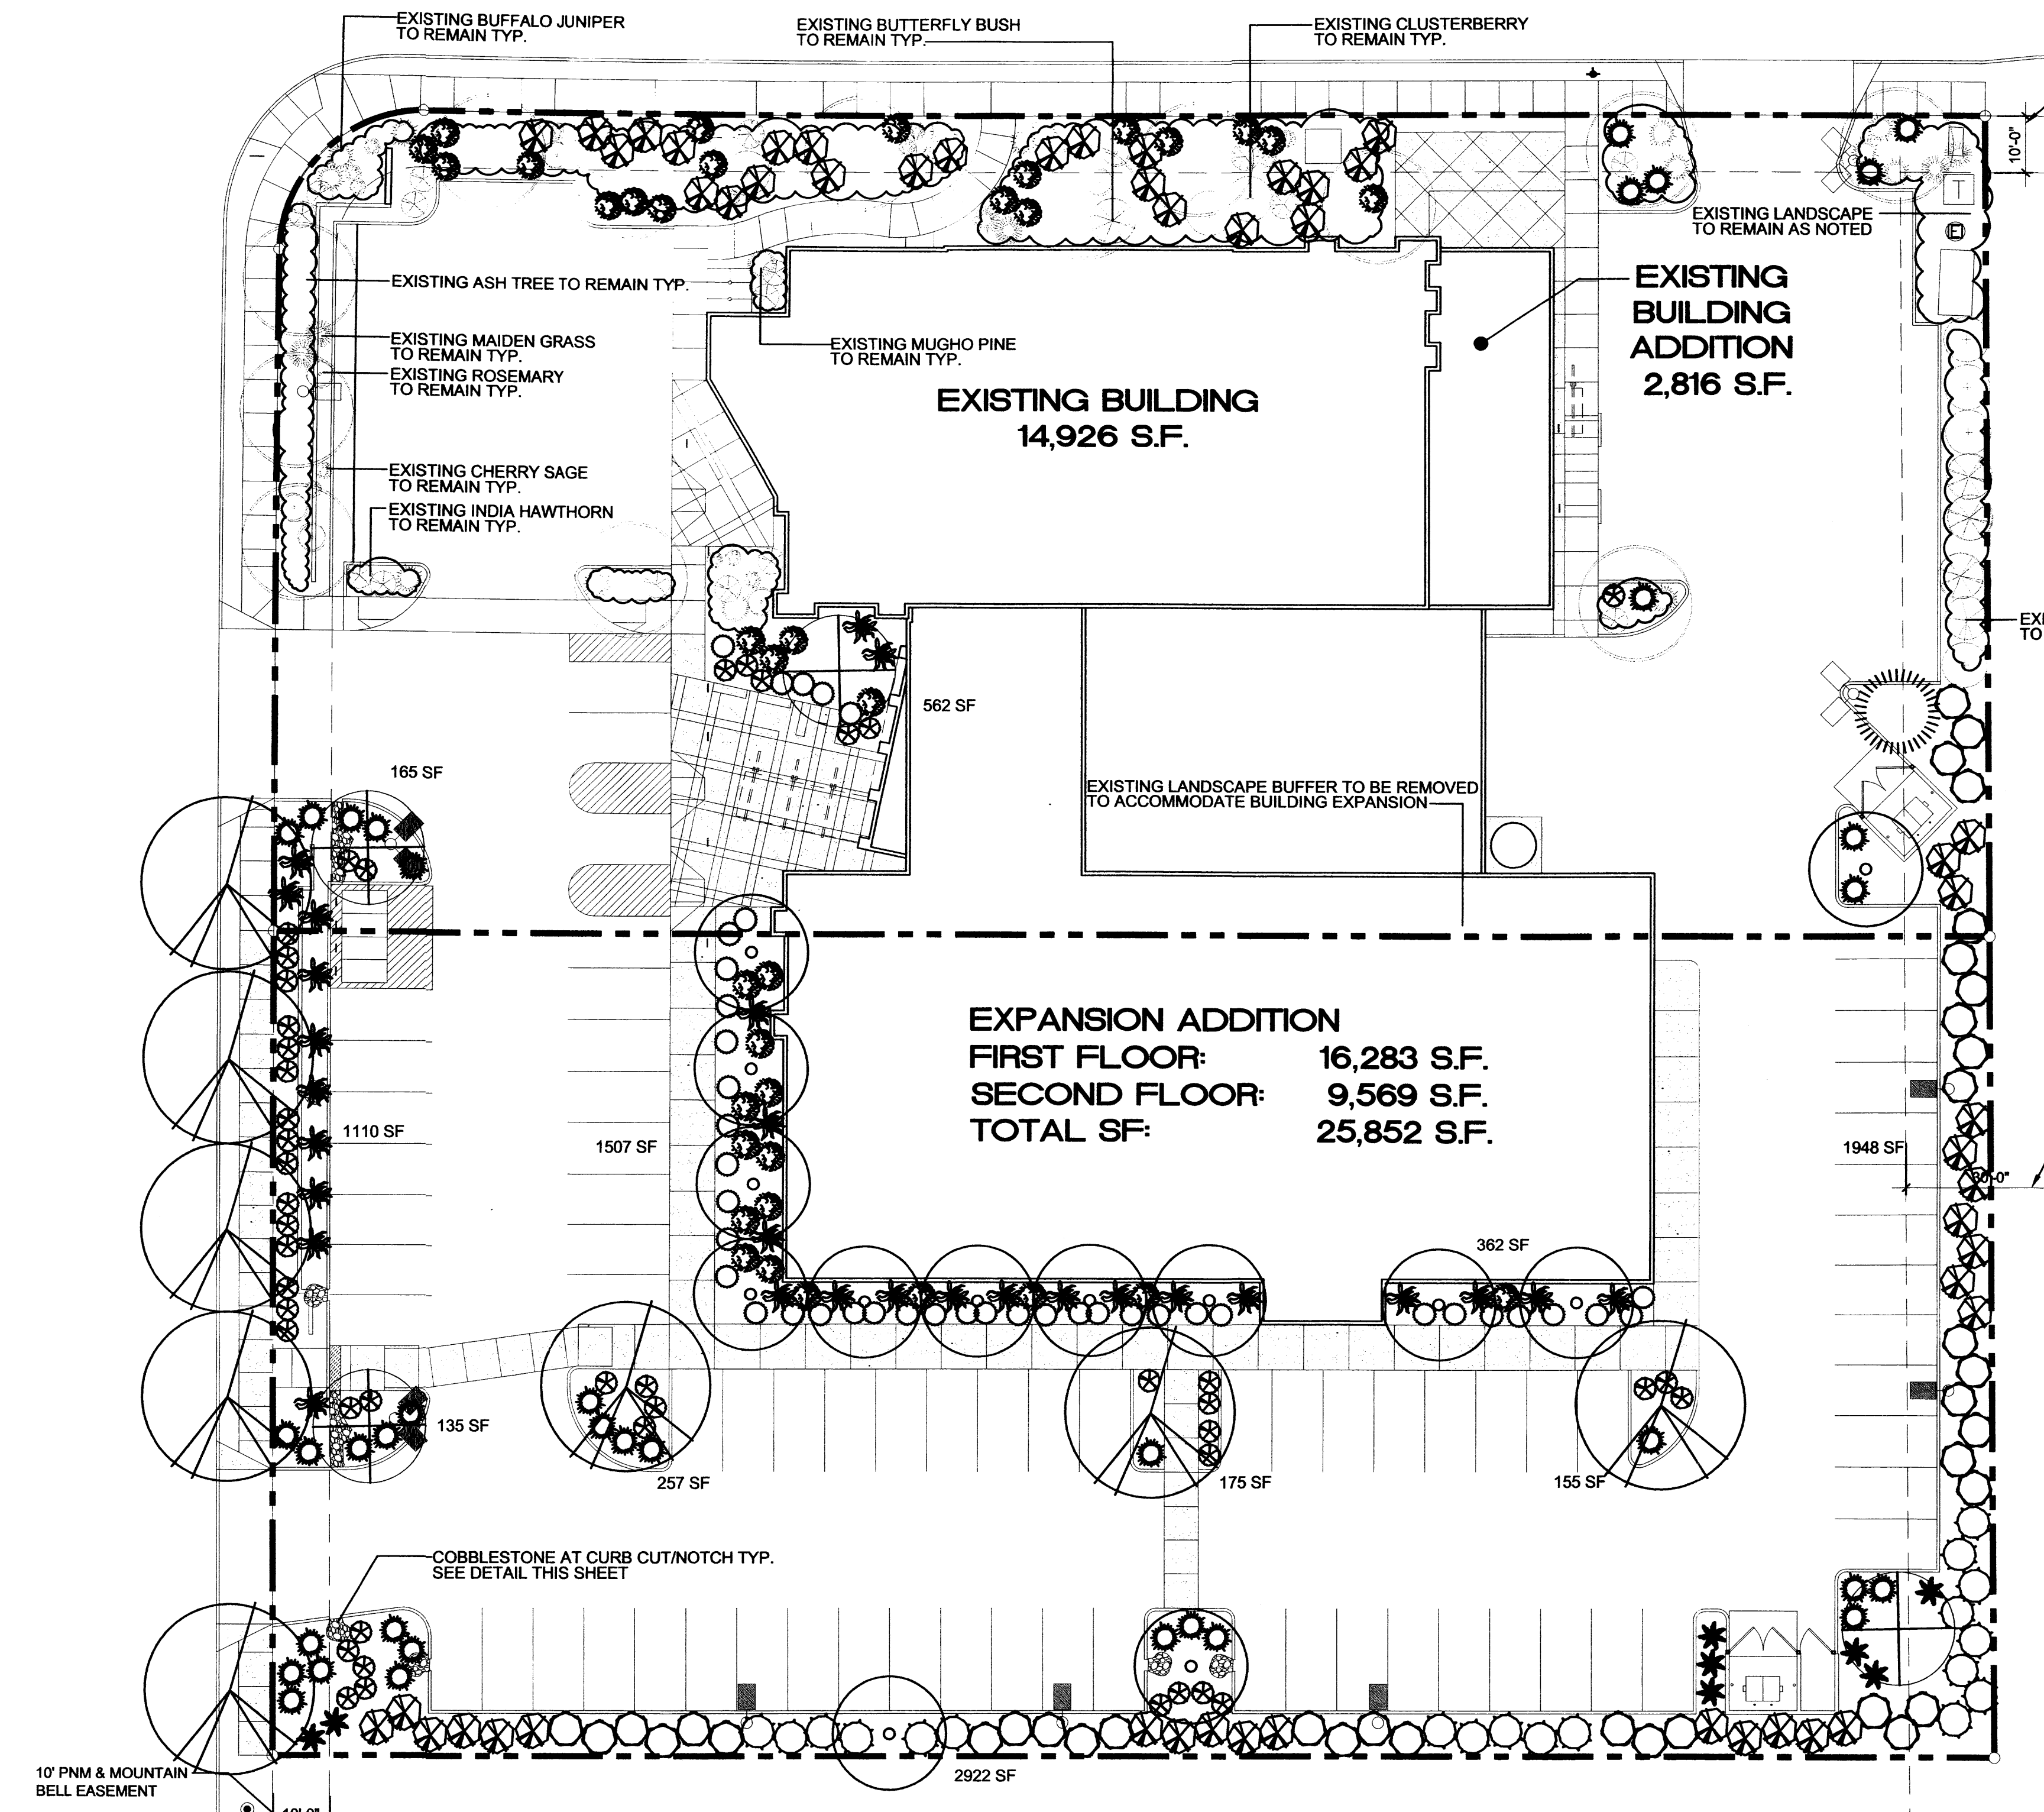 EXISTING BUFFALO JUNIPER
TO REMAIN TYP.
EXISTING BUTTERFLY BUSH
TO REMAIN TYP.
EXISTING CLUSTERBERRY
TO REMAIN TYP.
10'-0"
EXISTING LANDSCAPE
TO REMAIN AS NOTED
T
E
EXISTING ASH TREE TO REMAIN TYP.
EXISTING MAIDEN GRASS
TO REMAIN TYP.
EXISTING ROSEMARY
TO REMAIN TYP.
EXISTING MUGHO PINE
TO REMAIN TYP.
EXISTING
BUILDING
ADDITION
2,816 S.F.
EXISTING BUILDING
14,926 S.F.
EXISTING CHERRY SAGE
TO REMAIN TYP.
EXISTING INDIA HAWTHORN
TO REMAIN TYP.
TO
562 SF
165 SF
EXISTING LANDSCAPE BUFFER TO BE REMOVED
TO ACCOMMODATE BUILDING EXPANSION
EXPANSION ADDITION
FIRST FLOOR: 16,283 S.F.
SECOND FLOOR: 9,569 S.F.
TOTAL SF: 25,852 S.F.
1110 SF
1507 SF
1948 SF
30'-0"
362 SF
135 SF
257 SF
175 SF
155 SF
COBBLESTONE AT CURB CUT/NOTCH TYP.
SEE DETAIL THIS SHEET
10' PNM & MOUNTAIN
BELL EASEMENT
2922 SF